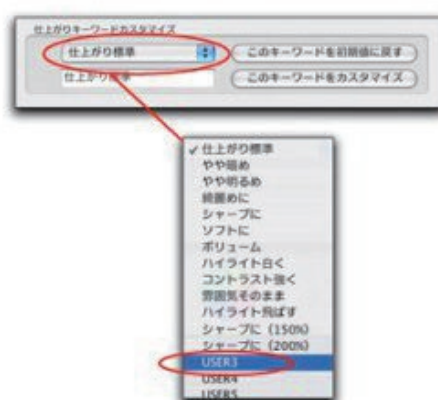 仕上がりキーワードカスタマイズ
仕上がり標準
このキーワードを初期値に戻す
仕上がり標準
このキーワードをカスタマイズ
✓ 仕上がり標準
やや暗め
やや明るめ
綺麗めに
シャープに
ソフトに
ボリューム
ハイライト白く
コントラスト強く
雰囲気そのまま
ハイライト飛ばす
シャープに（150%）
シャープに（200%）
USER3
USER4
USER5